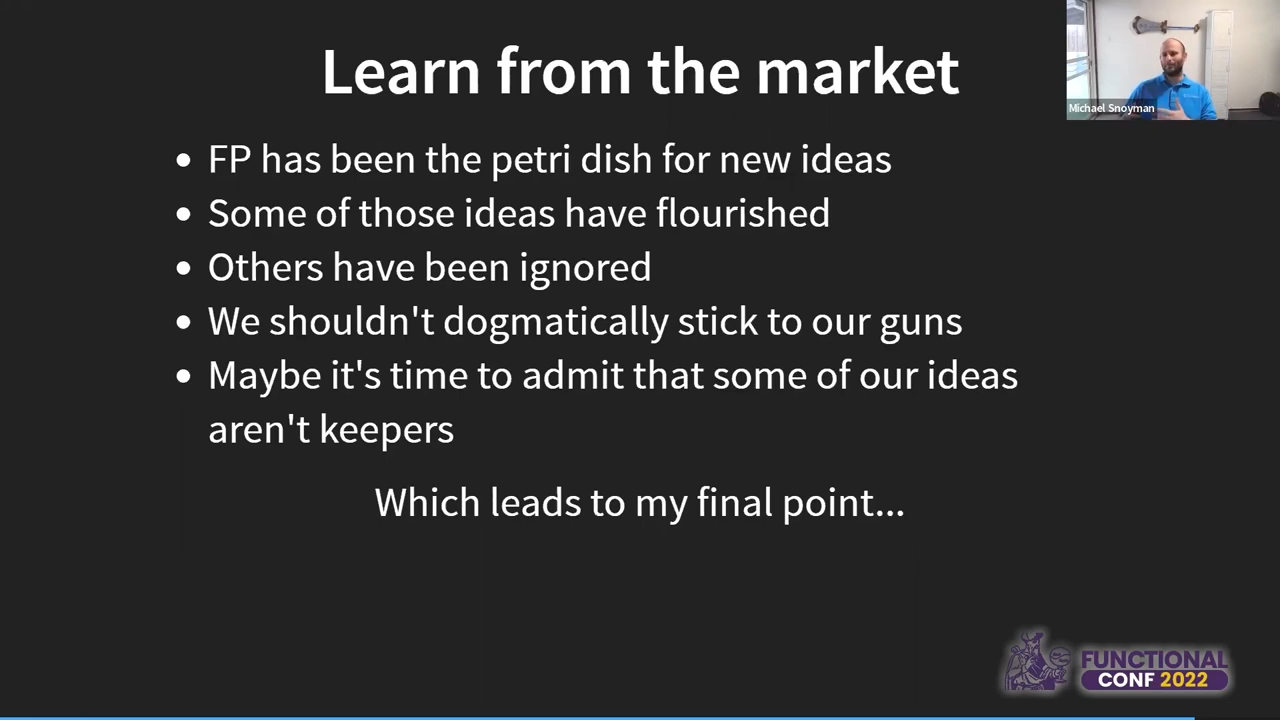 Learn from the market
Michael Snoyman
• FP has been the petri dish for new ideas
• Some of those ideas have flourished
• Others have been ignored
• We shouldn't dogmatically stick to our guns
• Maybe it's time to admit that some of our ideas
aren't keepers
Which leads to my final point...
FUNCTIONAL
CONF 2022